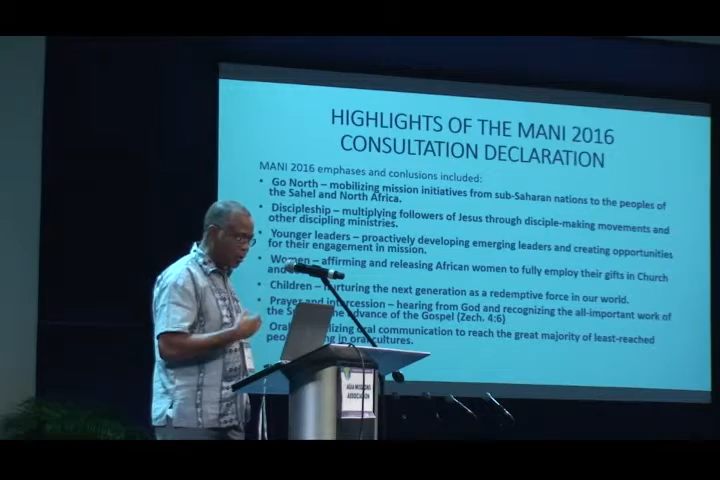 HIGHLIGHTS OF THE MANI 2016
CONSULTATION DECLARATION
MANI 2016 emphases and conlusions included:
• Go North – mobilizing mission initiatives from sub-Saharan nations to the peoples of
the Sahel and North Africa.
• Discipleship – multiplying followers of Jesus through disciple-making movements and
other discipling ministries.
• Younger leaders – proactively developing emerging leaders and creating opportunities
for their engagement in mission.
• Women – affirming and releasing African women to fully employ their gifts in Church
and
• Children – nurturing the next generation as a redemptive force in our world.
• Prayer and intercession – hearing from God and recognizing the all-important work of
the advance of the Gospel (Zech. 4:6)
• oral communication to reach the great majority of least-reached
in oral cultures.
ASIA MISSIONS
ASSOCIATION